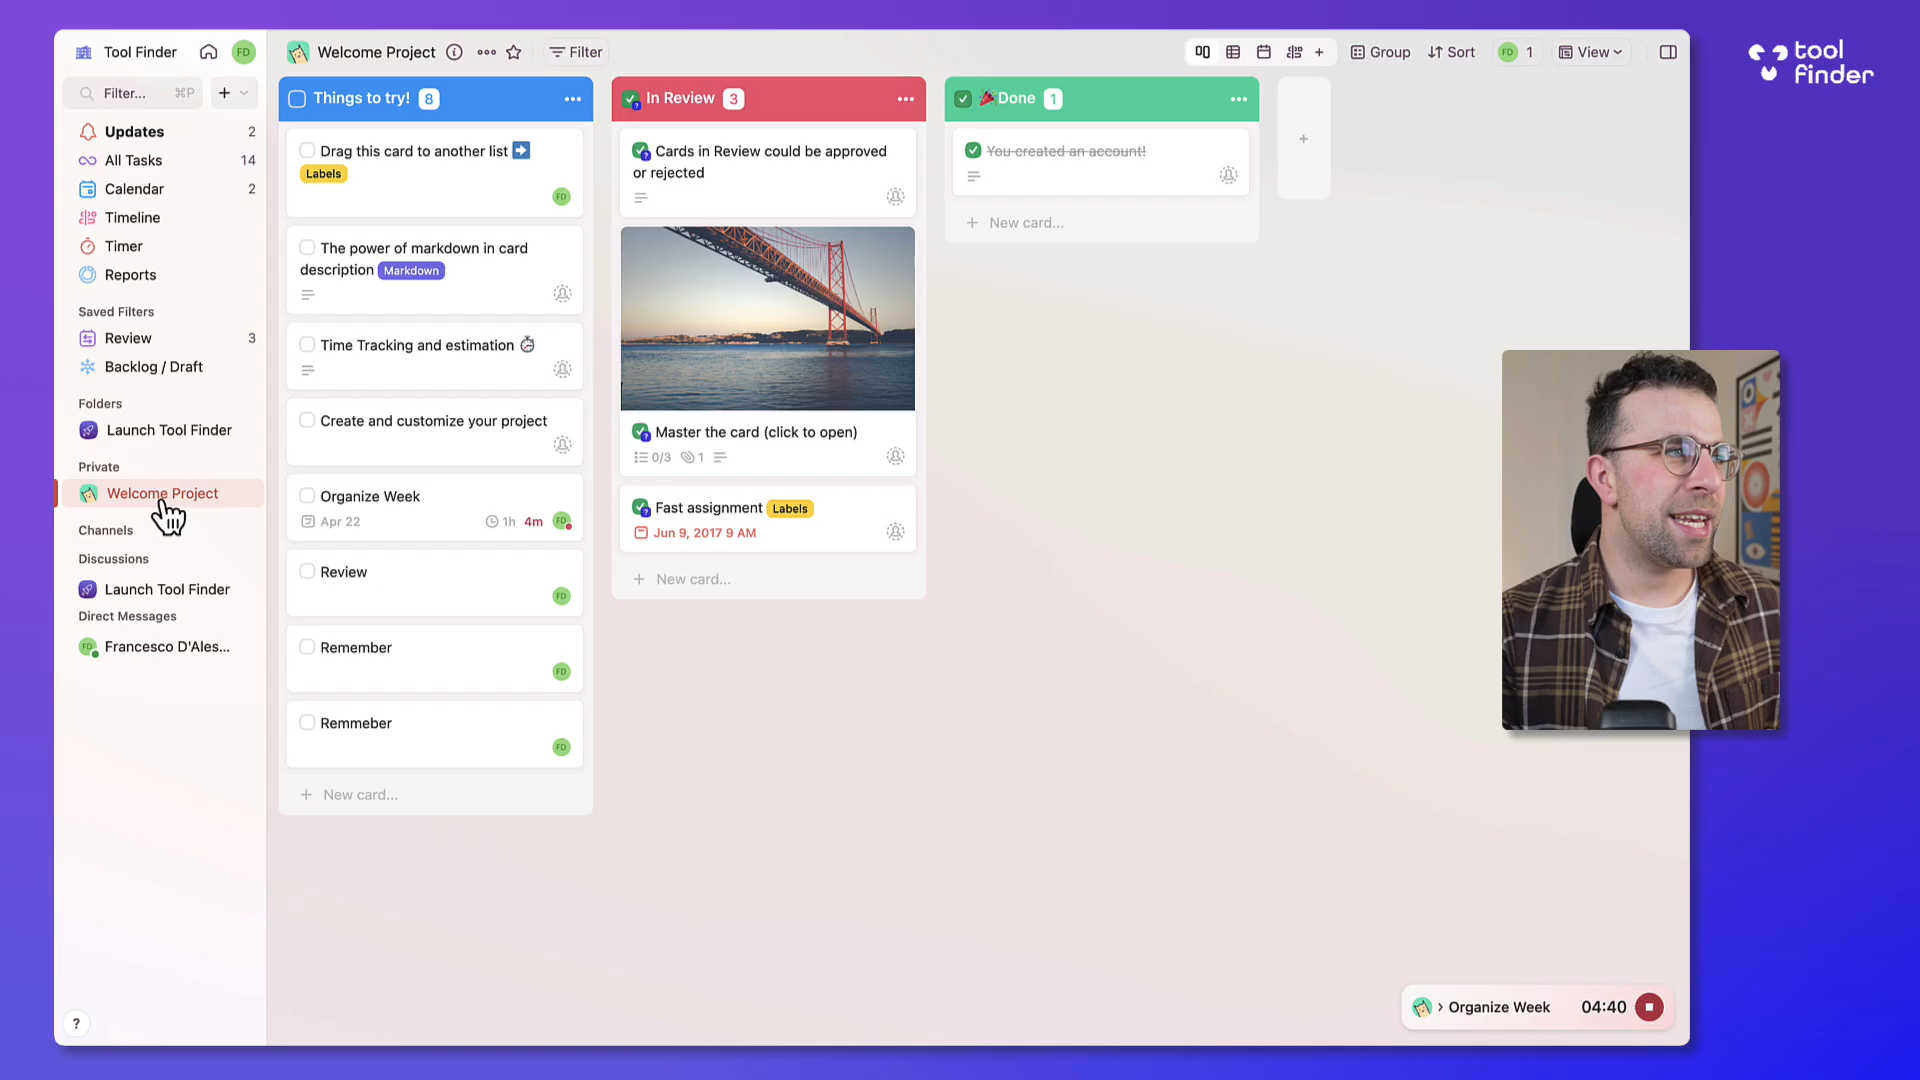 Tool Finder
FD
Filter...
⌘P
Updates 2
All Tasks 14
Calendar 2
Timeline
Timer
Reports
Saved Filters
Review 3
Backlog / Draft
Folders
Launch Tool Finder
Private
Welcome Project
Channels
Discussions
Launch Tool Finder
Direct Messages
FD Francesco D'Ales...
?
Welcome Project
Filter
Group
Sort
FD 1
View
Things to try! 8
Drag this card to another list
Labels
FD
The power of markdown in card
description Markdown
Time Tracking and estimation
Create and customize your project
Organize Week
Apr 22 1h 4m FD
Review
FD
Remember
FD
Remmeber
FD
New card...
In Review 3
Cards in Review could be approved
or rejected
Master the card (click to open)
0/3 1
Fast assignment Labels
Jun 9, 2017 9 AM
New card...
Done 1
You created an account!
New card...
Organize Week 04:40
tool
finder